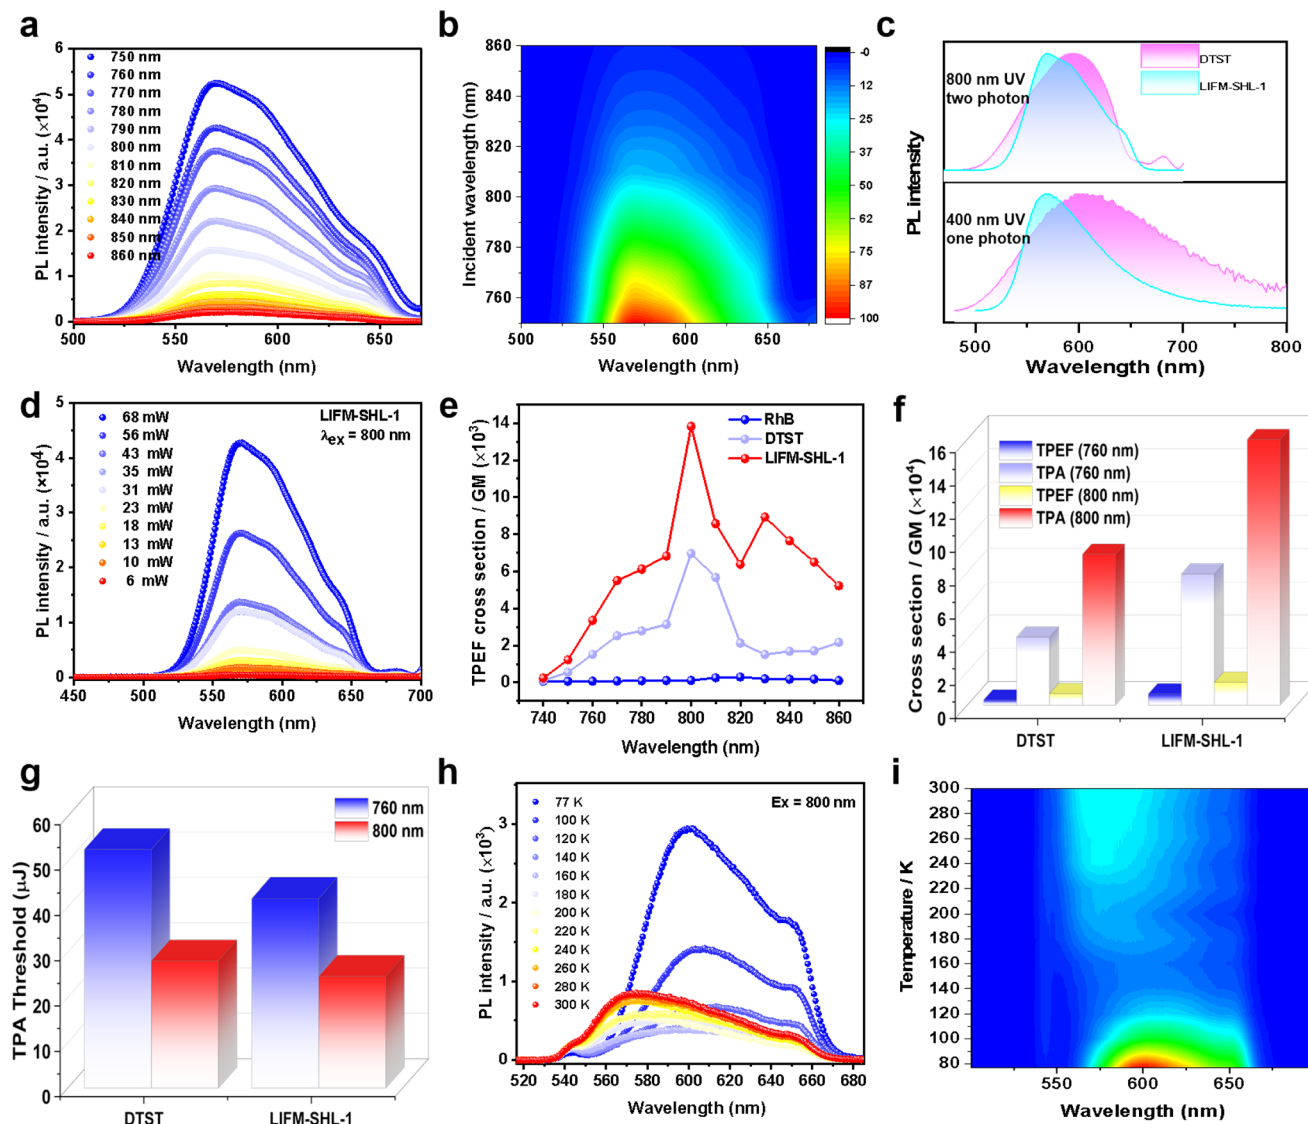 a
6
5
4
3
2
1
0
750 nm
760 nm
770 nm
780 nm
790 nm
800 nm
810 nm
820 nm
830 nm
840 nm
850 nm
860 nm
PL intensity / a.u. (×10⁴)
500 550 600 650
Wavelength (nm)
b
860
840
820
800
780
760
Incident wavelength (nm)
550 600 650
Wavelength (nm)
-0
12
25
37
50
62
75
87
100
c
DTST
LIFM-SHL-1
800 nm UV
two photon
400 nm UV
one photon
PL intensity
500 600 700 800
Wavelength (nm)
d
5
4
3
2
1
0
68 mW
56 mW
43 mW
35 mW
31 mW
23 mW
18 mW
13 mW
10 mW
6 mW
LIFM-SHL-1
λex = 800 nm
PL intensity / a.u. (×10⁴)
450 500 550 600 650 700
Wavelength (nm)
e
14
12
10
8
6
4
2
0
RhB
DTST
LIFM-SHL-1
TPEF cross section / GM (×10³)
740 760 780 800 820 840 860
Wavelength (nm)
f
16
14
12
10
8
6
4
2
0
TPEF (760 nm)
TPA (760 nm)
TPEF (800 nm)
TPA (800 nm)
Cross section / GM (×10⁴)
DTST LIFM-SHL-1
g
60
50
40
30
20
10
0
760 nm
800 nm
TPA Threshold (μJ)
DTST LIFM-SHL-1
h
3
2
1
0
77 K
100 K
120 K
140 K
160 K
180 K
200 K
220 K
240 K
260 K
280 K
300 K
Ex = 800 nm
PL intensity / a.u. (×10³)
520 540 560 580 600 620 640 660 680
Wavelength (nm)
i
300
280
260
240
220
200
180
160
140
120
100
80
Temperature / K
550 600 650
Wavelength (nm)